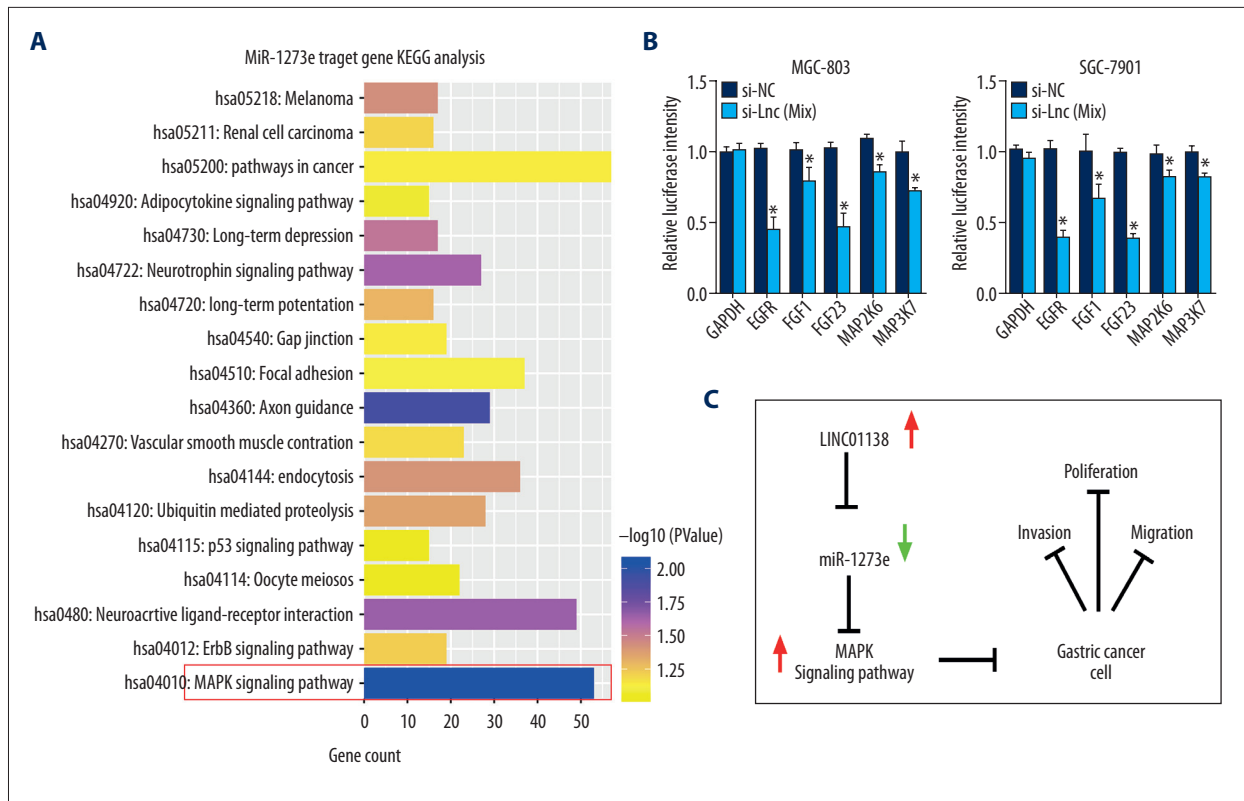 A
MiR-1273e traget gene KEGG analysis
hsa05218: Melanoma
hsa05211: Renal cell carcinoma
hsa05200: pathways in cancer
hsa04920: Adipocytokine signaling pathway
hsa04730: Long-term depression
hsa04722: Neurotrophin signaling pathway
hsa04720: long-term potentation
hsa04540: Gap jinction
hsa04510: Focal adhesion
hsa04360: Axon guidance
hsa04270: Vascular smooth muscle contration
hsa04144: endocytosis
hsa04120: Ubiquitin mediated proteolysis
hsa04115: p53 signaling pathway
hsa04114: Oocyte meiosos
hsa0480: Neuroacrtive ligand-receptor interaction
hsa04012: ErbB signaling pathway
hsa04010: MAPK signaling pathway
0 10 20 30 40 50
Gene count
–log10 (PValue)
2.00
1.75
1.50
1.25
B
MGC-803
Relative luciferase intensity
1.5
1.0
0.5
0.0
si-NC
si-Lnc (Mix)
* * * * *
GAPDH EGFR FGF1 FGF23 MAP2K6 MAP3K7
SGC-7901
Relative luciferase intensity
1.5
1.0
0.5
0.0
si-NC
si-Lnc (Mix)
* * * * *
GAPDH EGFR FGF1 FGF23 MAP2K6 MAP3K7
C
LINC01138
miR-1273e
MAPK
Signaling pathway
Poliferation
Invasion
Migration
Gastric cancer
cell